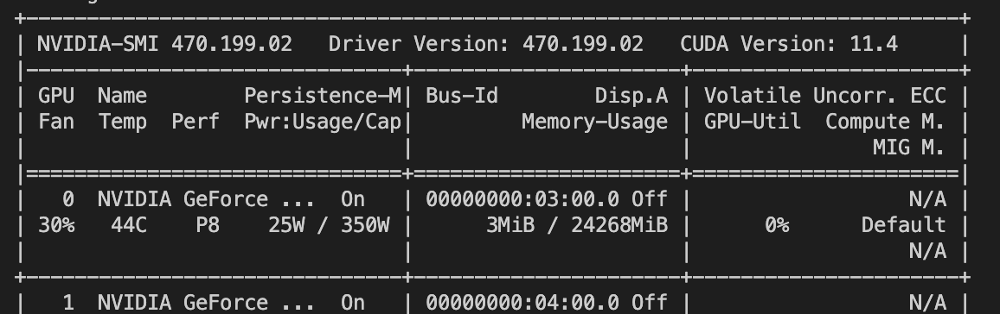 +-----------------------------------------------------------------------------+
| NVIDIA-SMI 470.199.02   Driver Version: 470.199.02   CUDA Version: 11.4     |
|-------------------------------+----------------------+----------------------+
| GPU  Name        Persistence-M| Bus-Id        Disp.A | Volatile Uncorr. ECC |
| Fan  Temp  Perf  Pwr:Usage/Cap|         Memory-Usage | GPU-Util  Compute M. |
|                               |                      |               MIG M. |
|===============================+======================+======================|
|   0  NVIDIA GeForce ...  On   | 00000000:03:00.0 Off |                  N/A |
| 30%   44C    P8    25W / 350W |      3MiB / 24268MiB |      0%      Default |
|                               |                      |                  N/A |
+-------------------------------+----------------------+----------------------+
|   1  NVIDIA GeForce ...  On   | 00000000:04:00.0 Off |                  N/A |